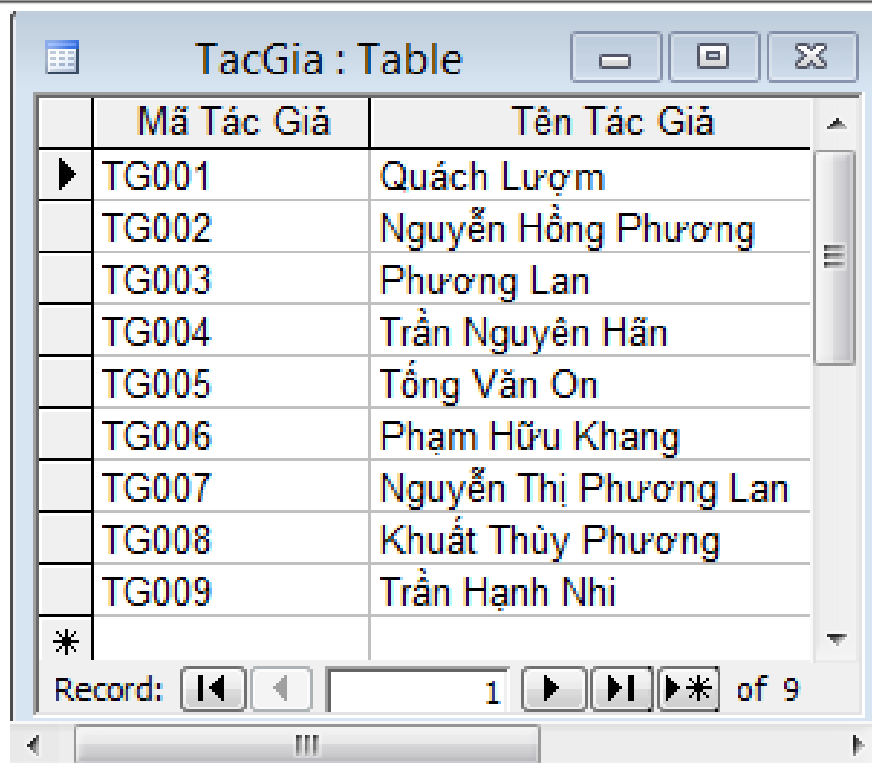 TacGia : Table
Mã Tác Giả Tên Tác Giả
TG001 Quách Lượm
TG002 Nguyễn Hồng Phương
TG003 Phương Lan
TG004 Trần Nguyên Hãn
TG005 Tống Văn On
TG006 Phạm Hữu Khang
TG007 Nguyễn Thị Phương Lan
TG008 Khuất Thùy Phương
TG009 Trần Hạnh Nhi
Record: 1 of 9